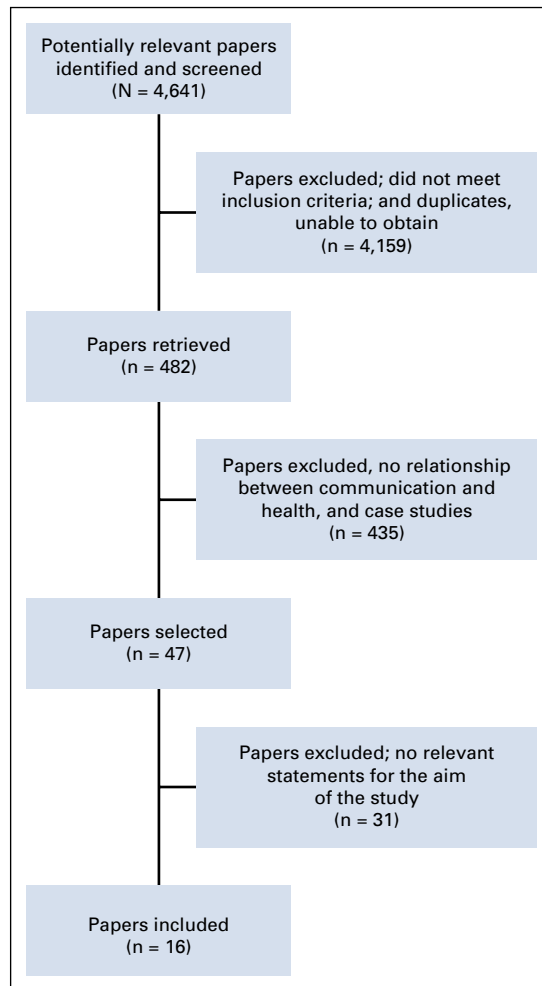 Potentially relevant papers
identified and screened
(N = 4,641)
Papers excluded; did not meet
inclusion criteria; and duplicates,
unable to obtain
(n = 4,159)
Papers retrieved
(n = 482)
Papers excluded, no relationship
between communication and
health, and case studies
(n = 435)
Papers selected
(n = 47)
Papers excluded; no relevant
statements for the aim
of the study
(n = 31)
Papers included
(n = 16)